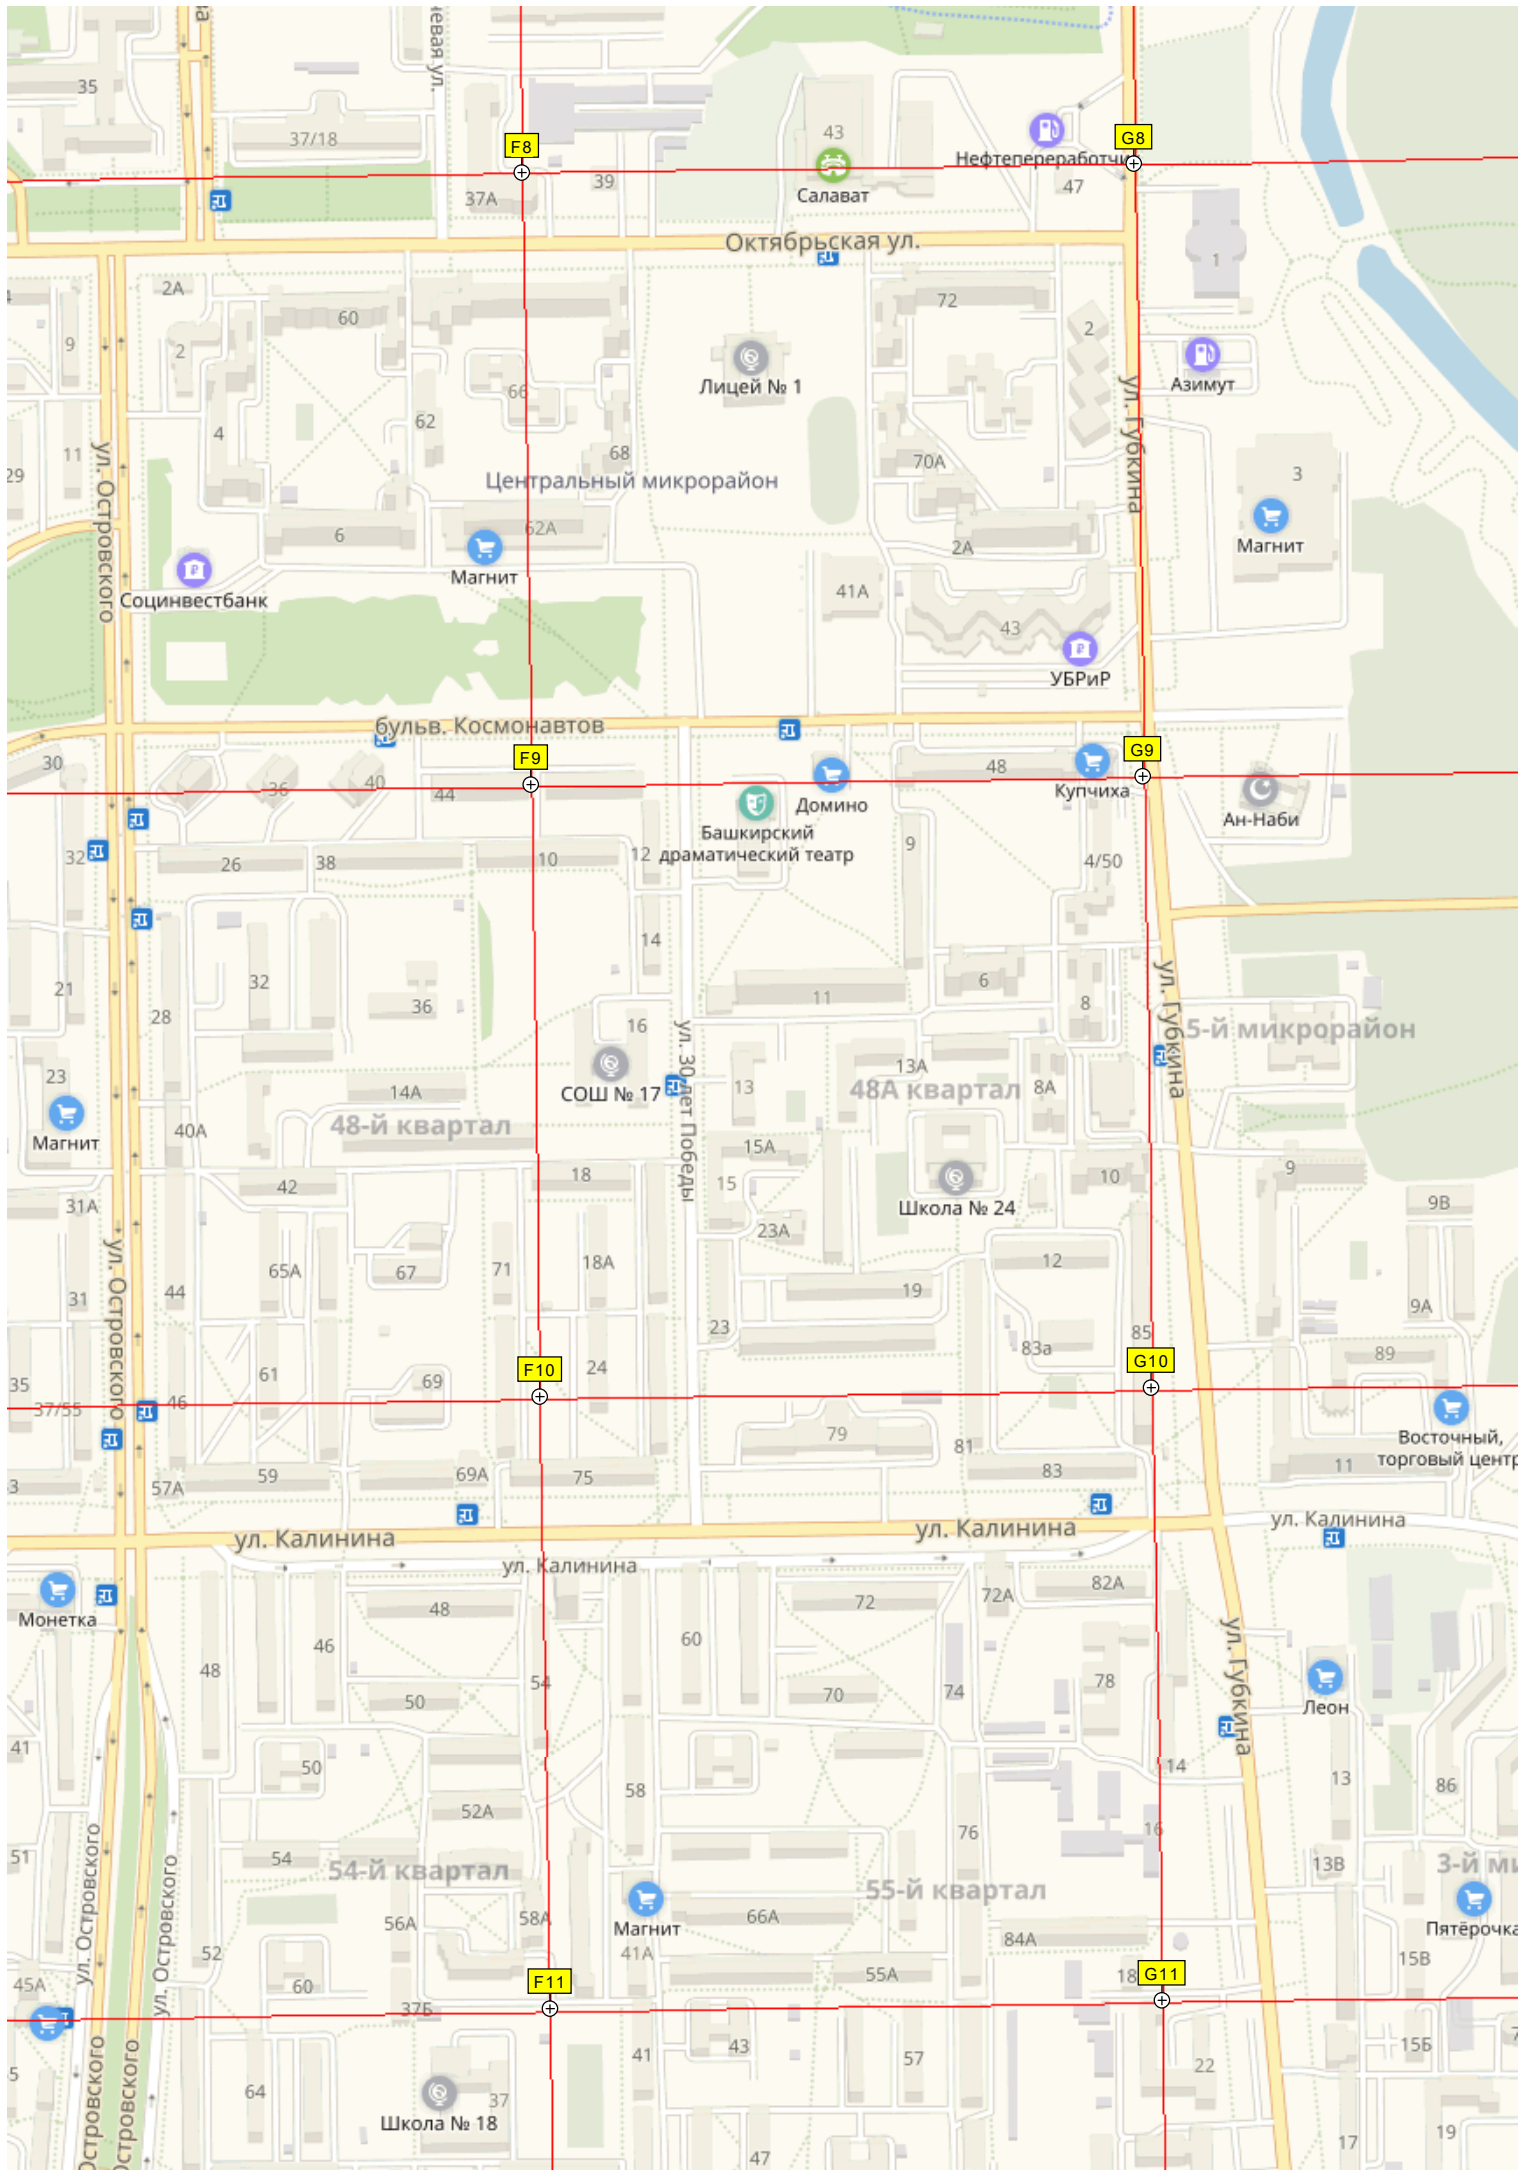 35
37/18
43
F8
G8
Нефтепереработчи
39
37А
Салават
47
Октябрьская ул.
1
2А
60
72
2
9
2
Лицей № 1
Азимут
66
62
4
11
29
68
70А
3
Центральный микрорайон
ул. Островского
ул. Губкина
6
62А
2А
Магнит
Магнит
Социнвестбанк
41А
43
УБРиР
бульв. Космонавтов
F9
G9
30
36
40
44
48
Купчиха
Домино
Ан-Наби
Башкирский
драматический театр
32
26
38
10
12
9
4/50
14
21
28
32
36
11
6
8
16
ул. 30 лет Победы
ул. Губкина
5-й микрорайон
23
14А
СОШ № 17
13
13А
48А квартал
8А
Магнит
40А
48-й квартал
15А
42
18
15
10
9
31А
Школа № 24
9В
23А
ул. Островского
65А
67
71
18А
12
31
44
19
9А
23
83а
85
89
F10
G10
35
61
69
24
37/55
46
79
81
Восточный,
торговый центр
3
57А
59
69А
75
83
11
ул. Калинина
ул. Калинина
ул. Калинина
ул. Калинина
Монетка
48
72
72А
82А
48
46
60
54
50
70
74
78
ул. Губкина
Леон
41
50
58
14
13
86
52А
76
16
51
54
54-й квартал
55-й квартал
13В
3-й ми
56А
58А
Магнит
66А
84А
Пятёрочка
52
41А
15В
45А
60
55А
18
F11
G11
37Б
ул. Островского
ул. Островского
43
57
41
22
15Б
7
5
64
37
Школа № 18
47
17
19
Островского
Островского